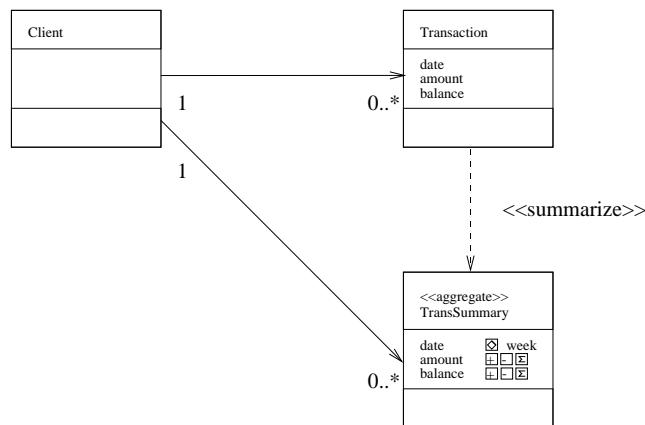 Client
Transaction
date
amount
balance
1
0..*
1
<<summarize>>
<<aggregate>>
TransSummary
date ◇ week
amount + - Σ
balance + - Σ
0..*